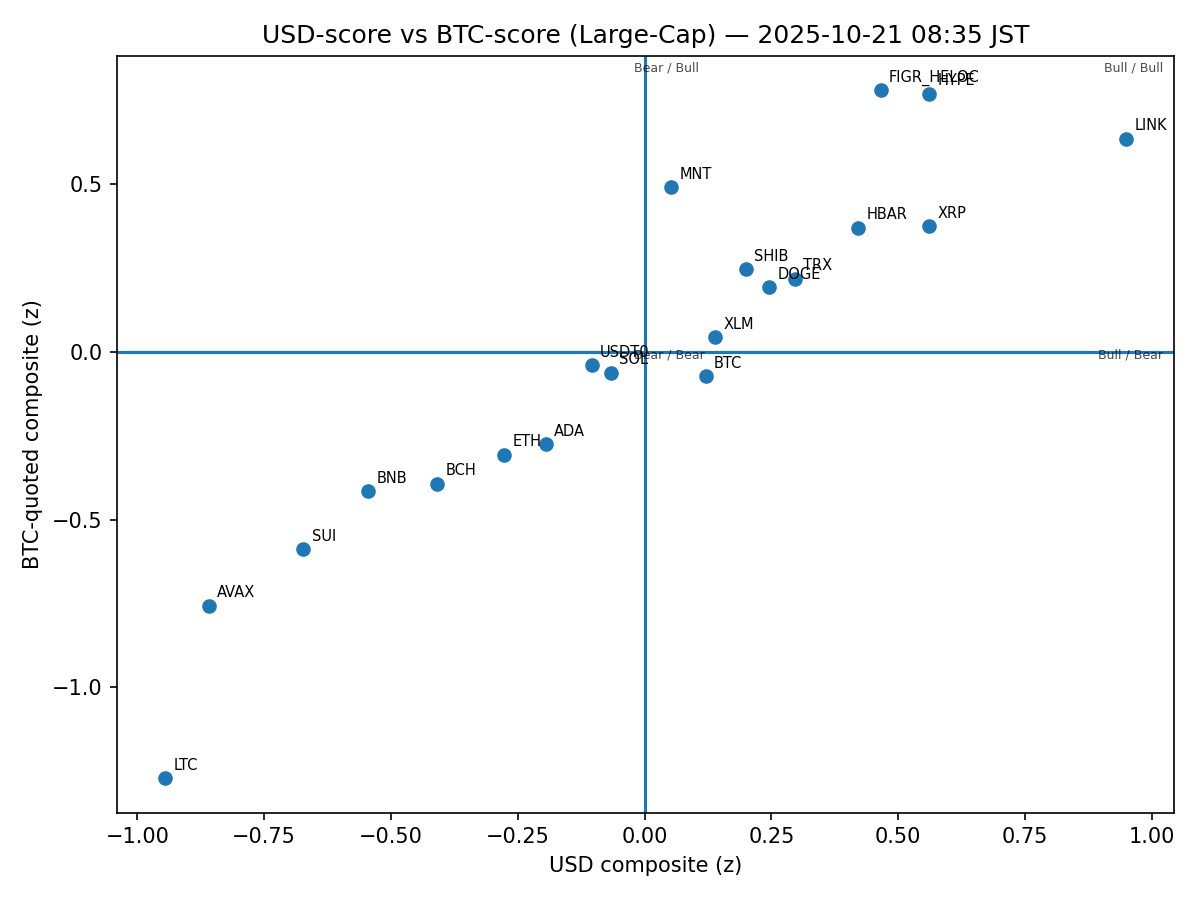 USD-score vs BTC-score (Large-Cap) — 2025-10-21 08:35 JST
Bear / Bull
Bull / Bull
FIGR_HELOC
HYPE
LINK
MNT
HBAR
XRP
SHIB
TRX
DOGE
XLM
USDT0
SOL
Bear / Bear
BTC
Bull / Bear
ADA
ETH
BCH
BNB
SUI
AVAX
LTC
0.5
0.0
−0.5
−1.0
BTC-quoted composite (z)
−1.00 −0.75 −0.50 −0.25 0.00 0.25 0.50 0.75 1.00
USD composite (z)